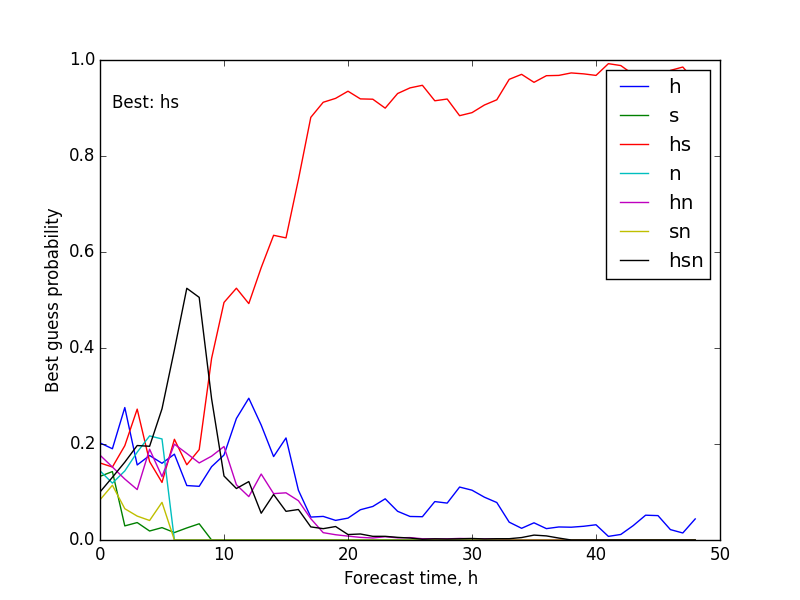 1.0
0.8
0.6
0.4
0.2
0.0
Best guess probability
Best: hs
h
s
hs
n
hn
sn
hsn
0 10 20 30 40 50
Forecast time, h